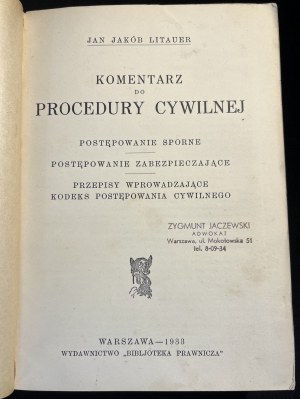 JAN JAKÓB LITAUER
KOMENTARZ
DO
PROCEDURY CYWILNEJ
POSTĘPOWANIE SPORNE
POSTĘPOWANIE ZABEZPIECZAJĄCE
PRZEPISY WPROWADZAJĄCE
KODEKS POSTĘPOWANIA CYWILNEGO
ZYGMUNT JACZEWSKI
ADWOKAT
Warszawa, ul. Mokotowska 51
tel. 8-09-34
WARSZAWA—1933
WYDAWNICTWO „BIBLJOTEKA PRAWNICZA"